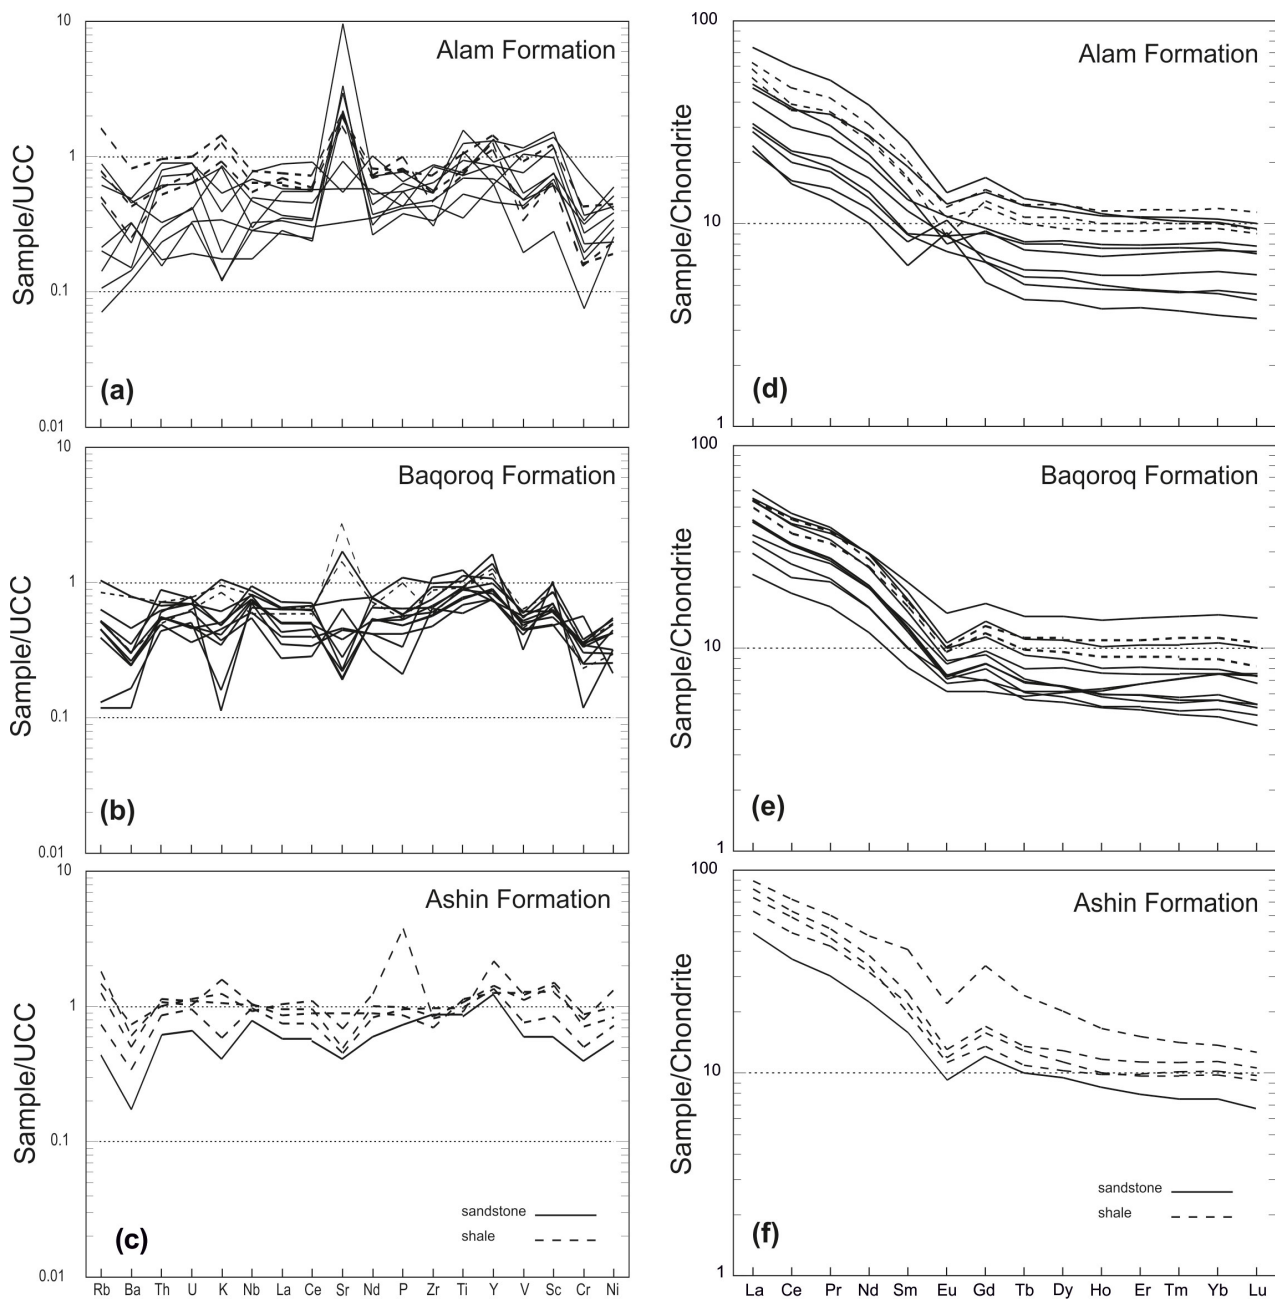 Alam Formation
Sample/UCC
10
1
0.1
0.01
(a)
Alam Formation
Sample/Chondrite
100
10
1
(d)
Baqoroq Formation
Sample/UCC
10
1
0.1
0.01
(b)
Baqoroq Formation
Sample/Chondrite
100
10
1
(e)
Ashin Formation
Sample/UCC
10
1
0.1
0.01
sandstone
shale
(c)
Rb Ba Th U K Nb La Ce Sr Nd P Zr Ti Y V Sc Cr Ni
Ashin Formation
Sample/Chondrite
100
10
1
sandstone
shale
(f)
La Ce Pr Nd Sm Eu Gd Tb Dy Ho Er Tm Yb Lu